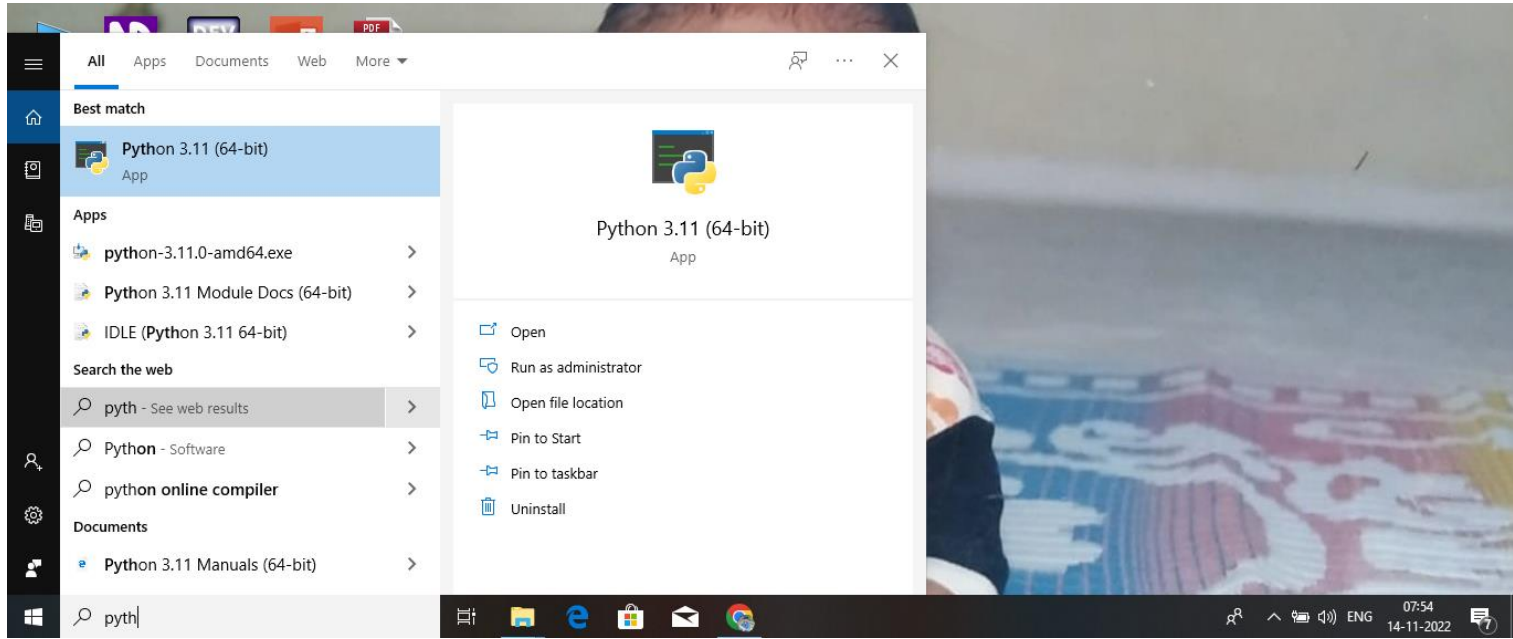 DEV
PDF
All Apps Documents Web More
Best match
Python 3.11 (64-bit)
App
Apps
python-3.11.0-amd64.exe
Python 3.11 Module Docs (64-bit)
IDLE (Python 3.11 64-bit)
Search the web
pyth - See web results
Python - Software
python online compiler
Documents
Python 3.11 Manuals (64-bit)
pyth
Python 3.11 (64-bit)
App
Open
Run as administrator
Open file location
Pin to Start
Pin to taskbar
Uninstall
ENG
07:54
14-11-2022
7